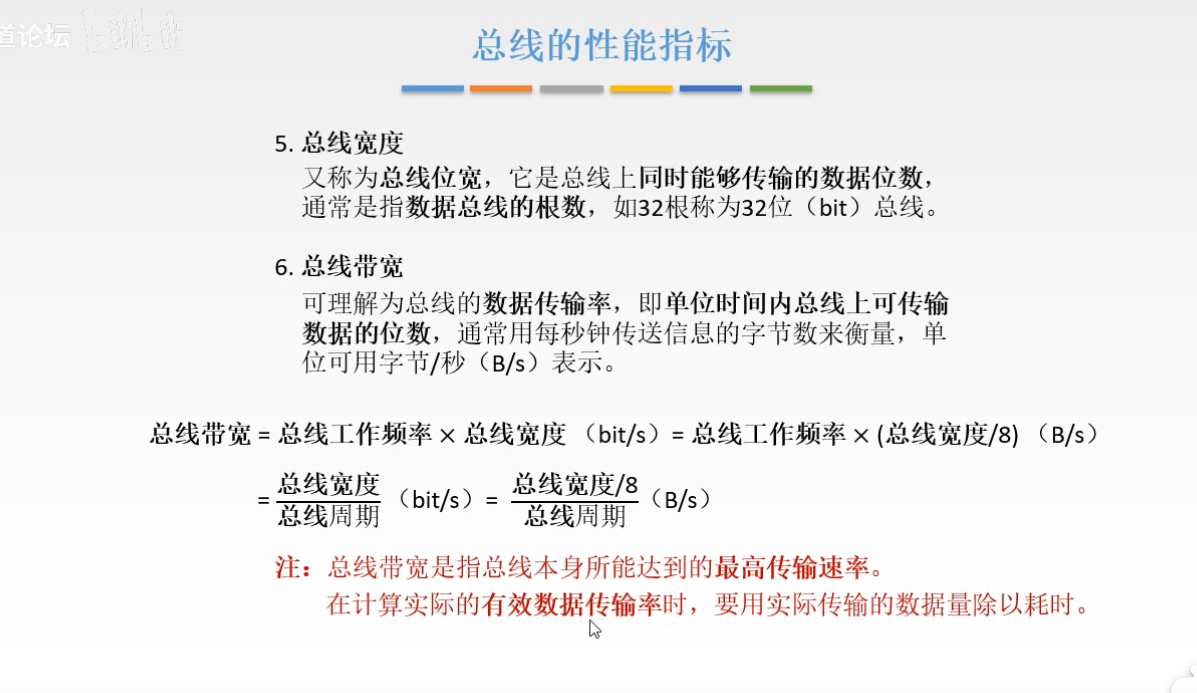 道论坛 bilibili
总线的性能指标
5. 总线宽度
又称为总线位宽，它是总线上同时能够传输的数据位数，
通常是指数据总线的根数，如32根称为32位（bit）总线。
6. 总线带宽
可理解为总线的数据传输率，即单位时间内总线上可传输
数据的位数，通常用每秒钟传送信息的字节数来衡量，单
位可用字节/秒（B/s）表示。
总线带宽 = 总线工作频率 × 总线宽度 （bit/s）= 总线工作频率 × (总线宽度/8) （B/s）
= 总线宽度/总线周期 （bit/s）= 总线宽度/8/总线周期 （B/s）
注：总线带宽是指总线本身所能达到的最高传输速率。
在计算实际的有效数据传输率时，要用实际传输的数据量除以耗时。